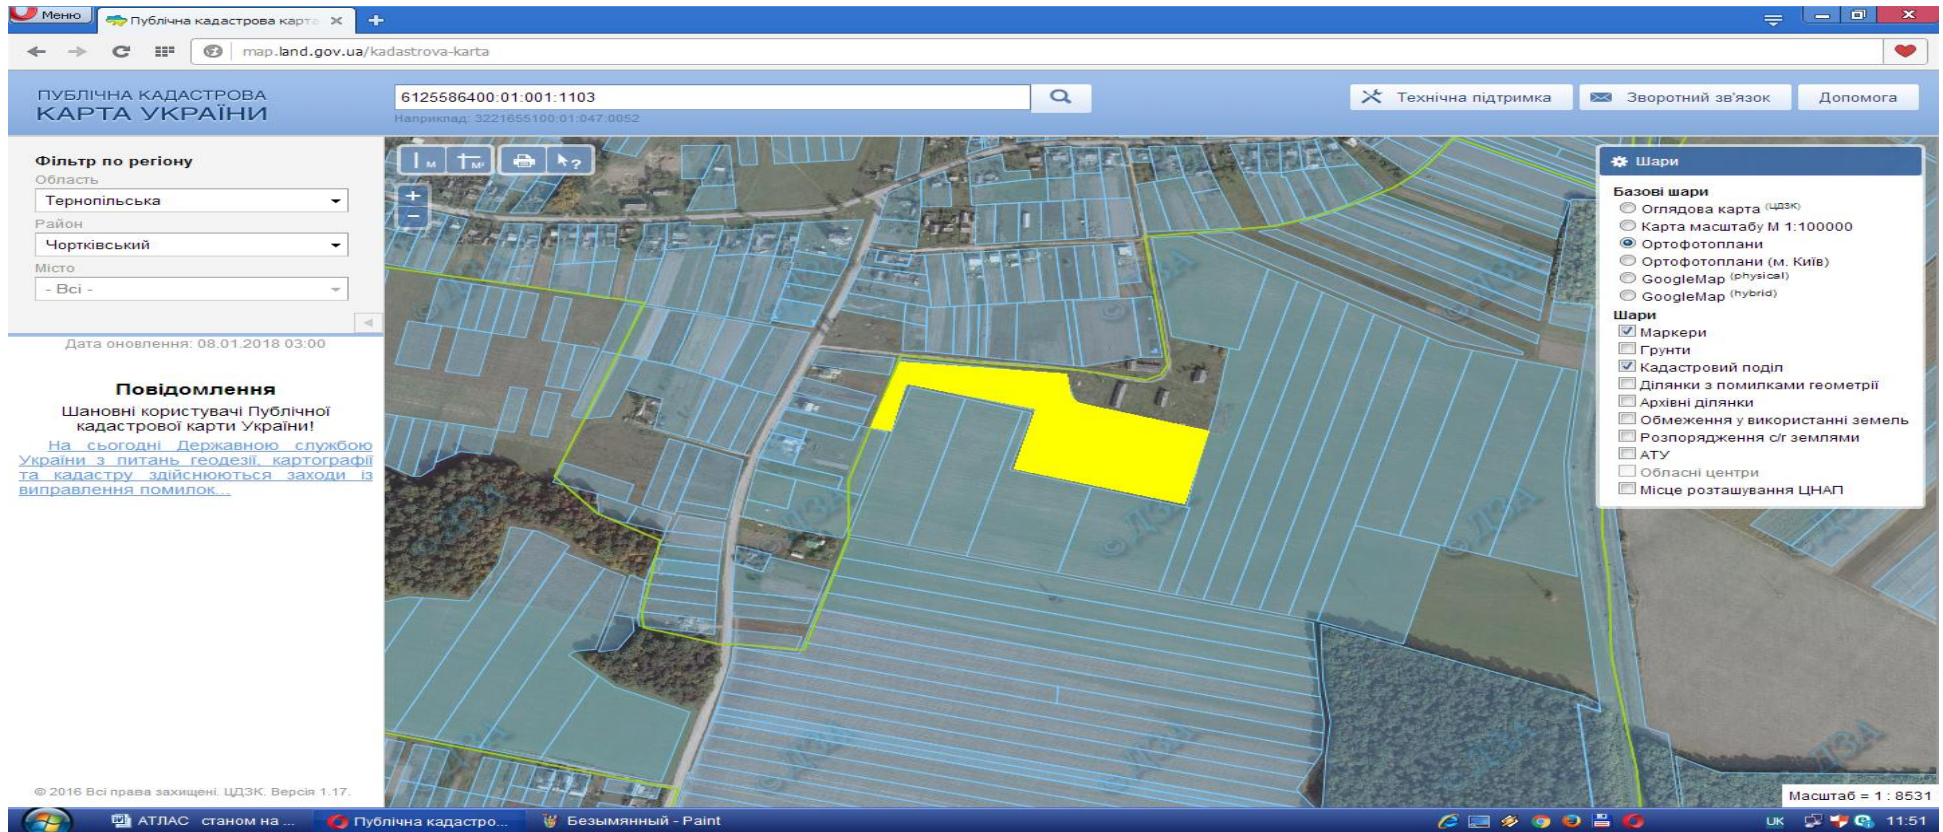 Меню
Публічна кадастрова карта
map.land.gov.ua/kadastrova-karta
ПУБЛІЧНА КАДАСТРОВА
КАРТА УКРАЇНИ
6125586400:01:001:1103
Наприклад: 3221655100:01:047:0052
Технічна підтримка
Зворотний зв'язок
Допомога
Фільтр по регіону
Область
Тернопільська
Район
Чортківський
Місто
- Всі -
Дата оновлення: 08.01.2018 03:00
Повідомлення
Шановні користувачі Публічної
кадастрової карти України!
На сьогодні Державною службою
України з питань геодезії, картографії
та кадастру здійснюються заходи із
виправлення помилок...
© 2016 Всі права захищені. ЦДЗК. Версія 1.17.
м
м²
+
−
© ДЗА
Шари
Базові шари
Оглядова карта (ЦДЗК)
Карта масштабу М 1:100000
Ортофотоплани
Ортофотоплани (м. Київ)
GoogleMap (physical)
GoogleMap (hybrid)
Шари
Маркери
Грунти
Кадастровий поділ
Ділянки з помилками геометрії
Архівні ділянки
Обмеження у використанні земель
Розпорядження с/г землями
АТУ
Обласні центри
Місце розташування ЦНАП
Масштаб = 1 : 8531
АТЛАС станом на ...
Публічна кадастро...
Безымянный - Paint
UK
11:51